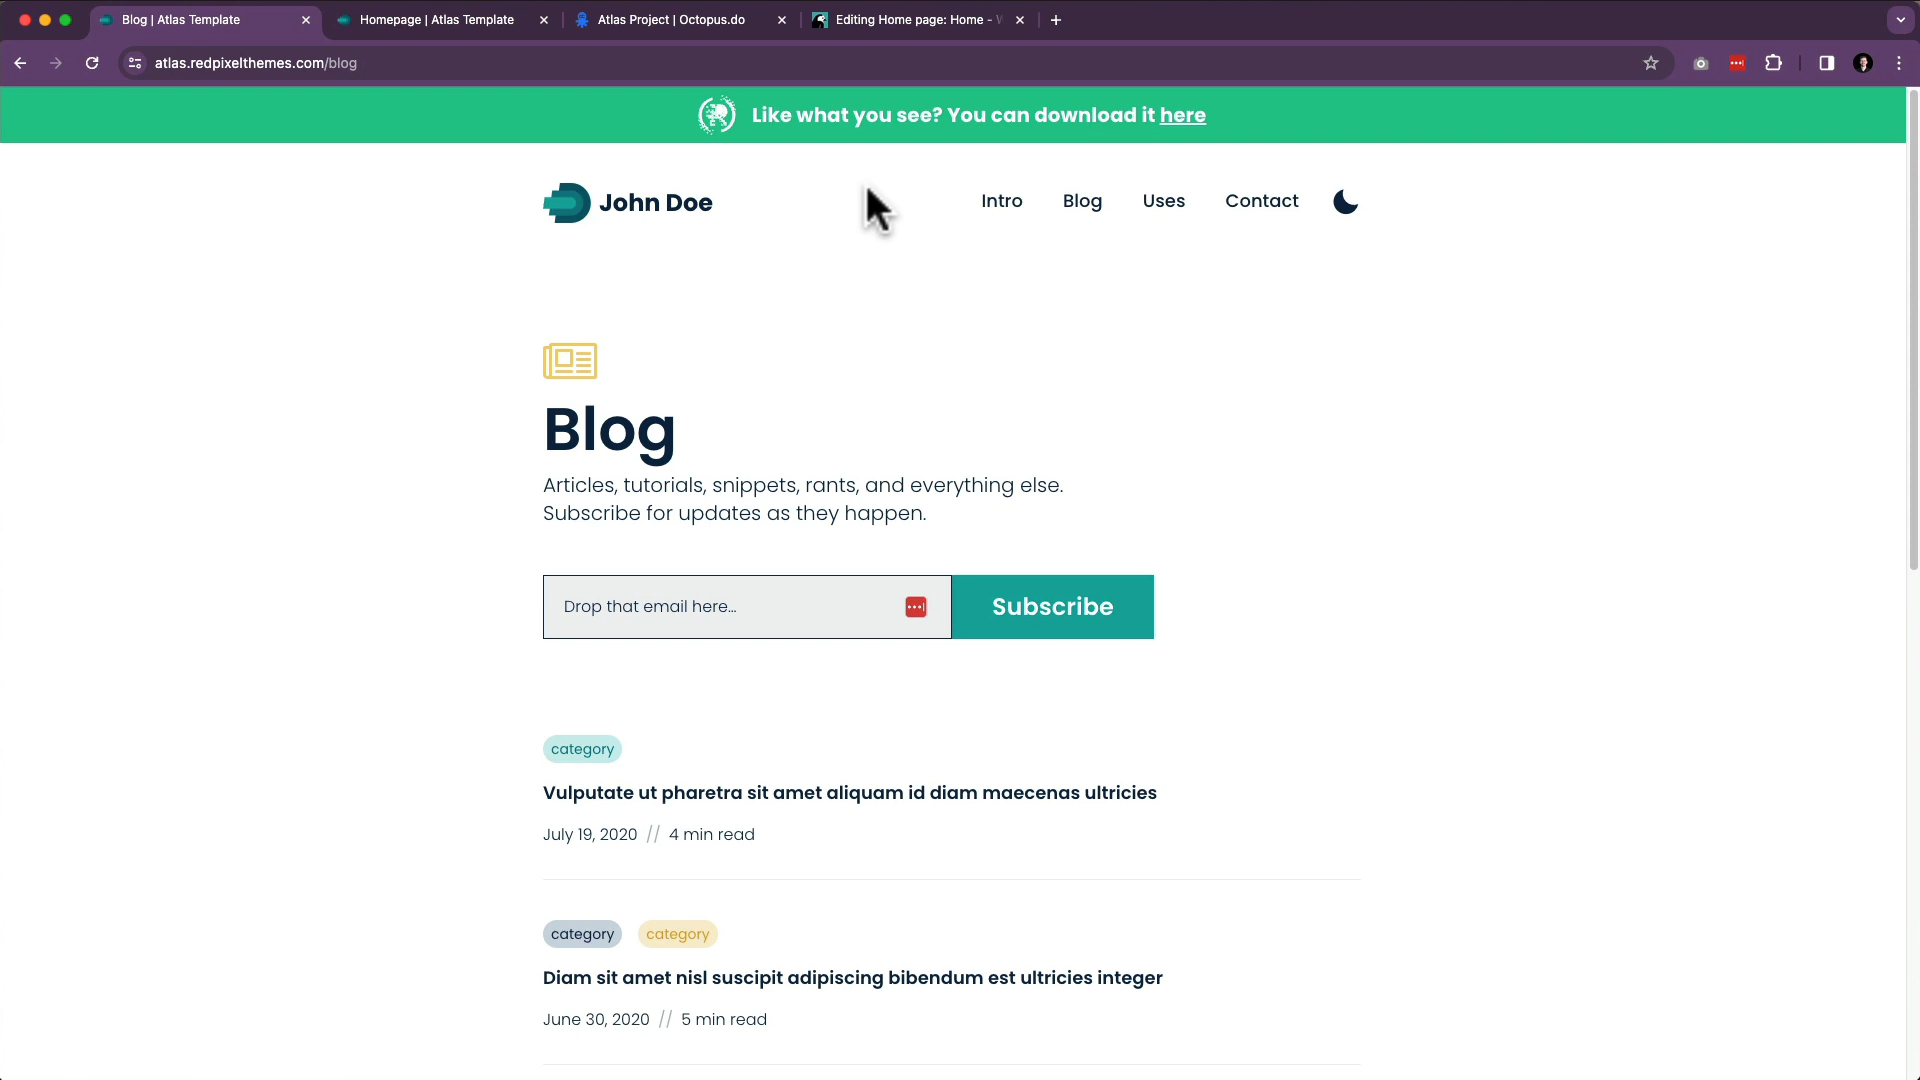 Blog | Atlas Template
Homepage | Atlas Template
Atlas Project | Octopus.do
Editing Home page: Home -
atlas.redpixelthemes.com/blog
Like what you see? You can download it here
John Doe
Intro
Blog
Uses
Contact
Blog
Articles, tutorials, snippets, rants, and everything else.
Subscribe for updates as they happen.
Drop that email here...
Subscribe
category
Vulputate ut pharetra sit amet aliquam id diam maecenas ultricies
July 19, 2020 // 4 min read
category category
Diam sit amet nisl suscipit adipiscing bibendum est ultricies integer
June 30, 2020 // 5 min read